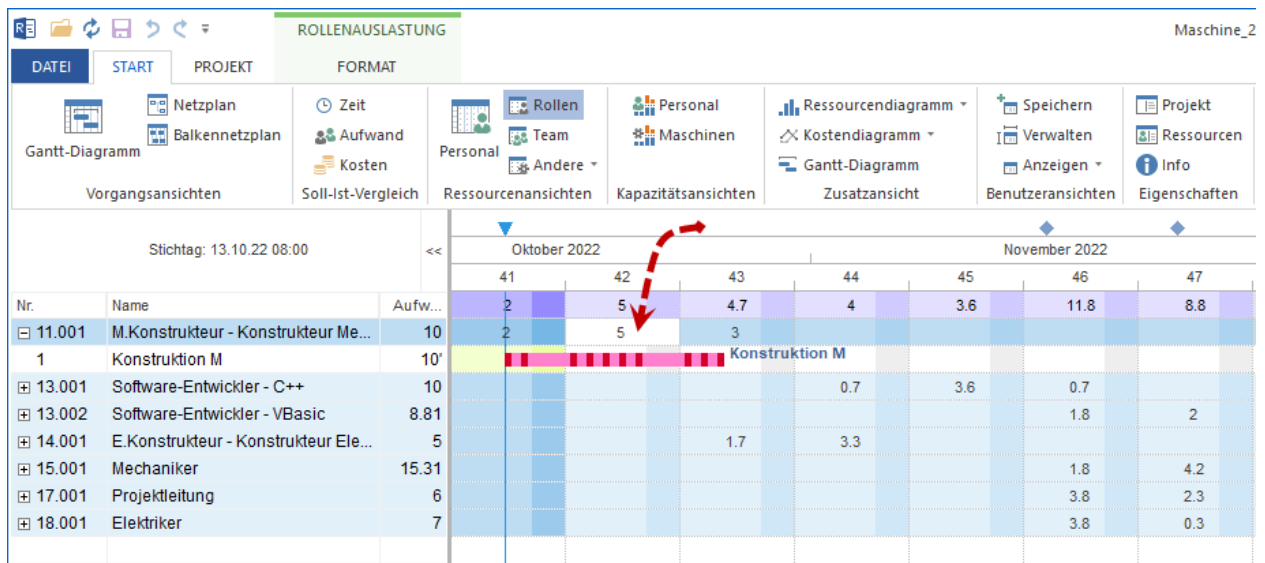 ROLLENAUSLASTUNG Maschine_2
DATEI START PROJEKT FORMAT
Netzplan Zeit Rollen Personal Ressourcendiagramm Speichern Projekt
Balkennetzplan Aufwand Team Maschinen Kostendiagramm Verwalten Ressourcen
Gantt-Diagramm Kosten Personal Andere Gantt-Diagramm Anzeigen Info
Vorgangsansichten Soll-Ist-Vergleich Ressourcenansichten Kapazitätsansichten Zusatzansicht Benutzeransichten Eigenschaften
Stichtag: 13.10.22 08:00 << Oktober 2022 November 2022
41 42 43 44 45 46 47
Nr. Name Aufw... 2 5 4.7 4 3.6 11.8 8.8
11.001 M.Konstrukteur - Konstrukteur Me... 10 2 5 3
1 Konstruktion M 10' Konstruktion M
13.001 Software-Entwickler - C++ 10 0.7 3.6 0.7
13.002 Software-Entwickler - VBasic 8.81 1.8 2
14.001 E.Konstrukteur - Konstrukteur Ele... 5 1.7 3.3
15.001 Mechaniker 15.31 1.8 4.2
17.001 Projektleitung 6 3.8 2.3
18.001 Elektriker 7 3.8 0.3